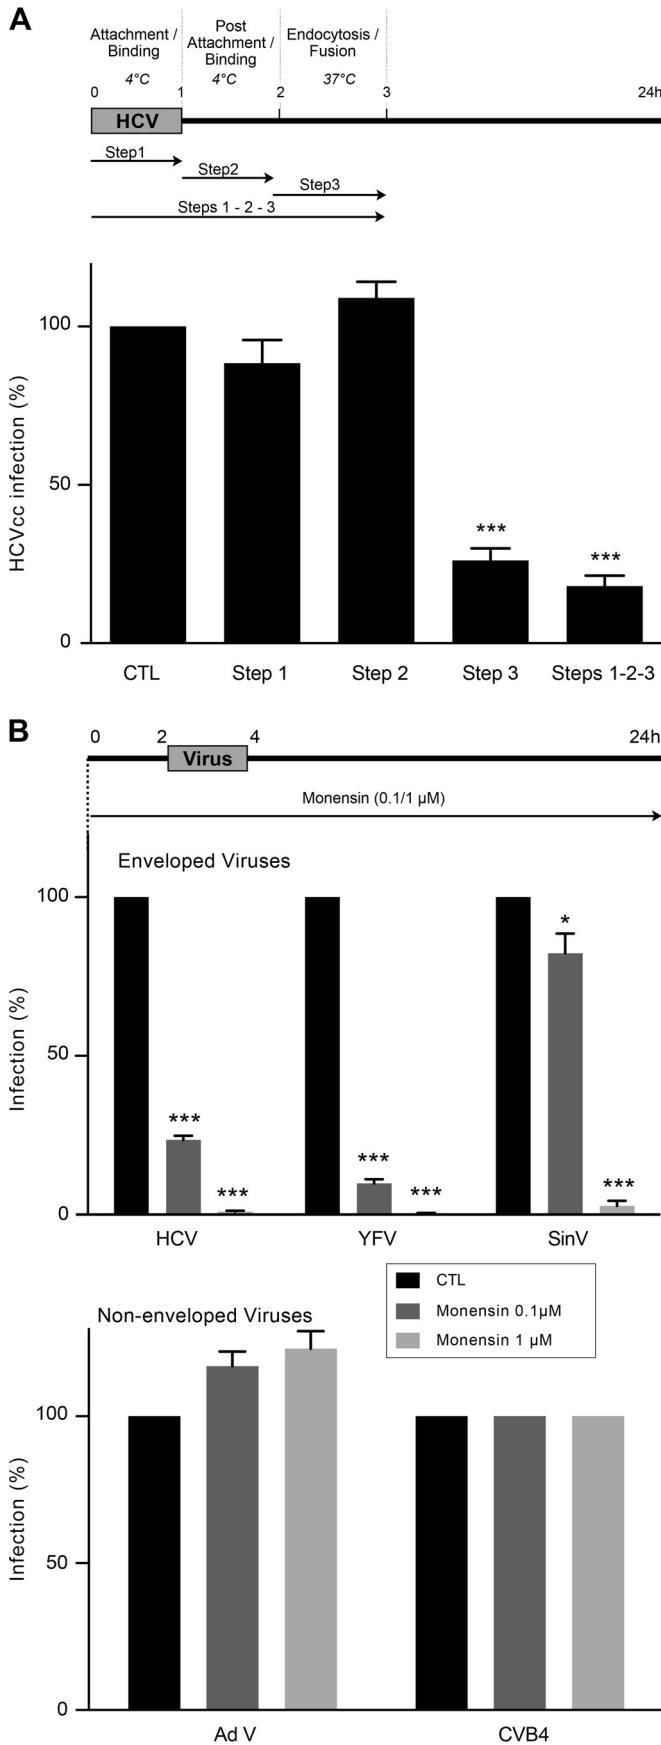 A
Attachment /
Binding
4°C
Post
Attachment /
Binding
4°C
Endocytosis /
Fusion
37°C
0 1 2 3 24h
HCV
Step1
Step2
Step3
Steps 1 - 2 - 3
HCVcc infection (%)
100
50
0
***
***
CTL Step 1 Step 2 Step 3 Steps 1-2-3
B
0 2 4 24h
Virus
Monensin (0.1/1 µM)
Enveloped Viruses
Infection (%)
100
50
0
*** *** *** *** * ***
HCV YFV SinV
CTL
Monensin 0.1µM
Monensin 1 µM
Non-enveloped Viruses
Infection (%)
100
50
0
Ad V CVB4